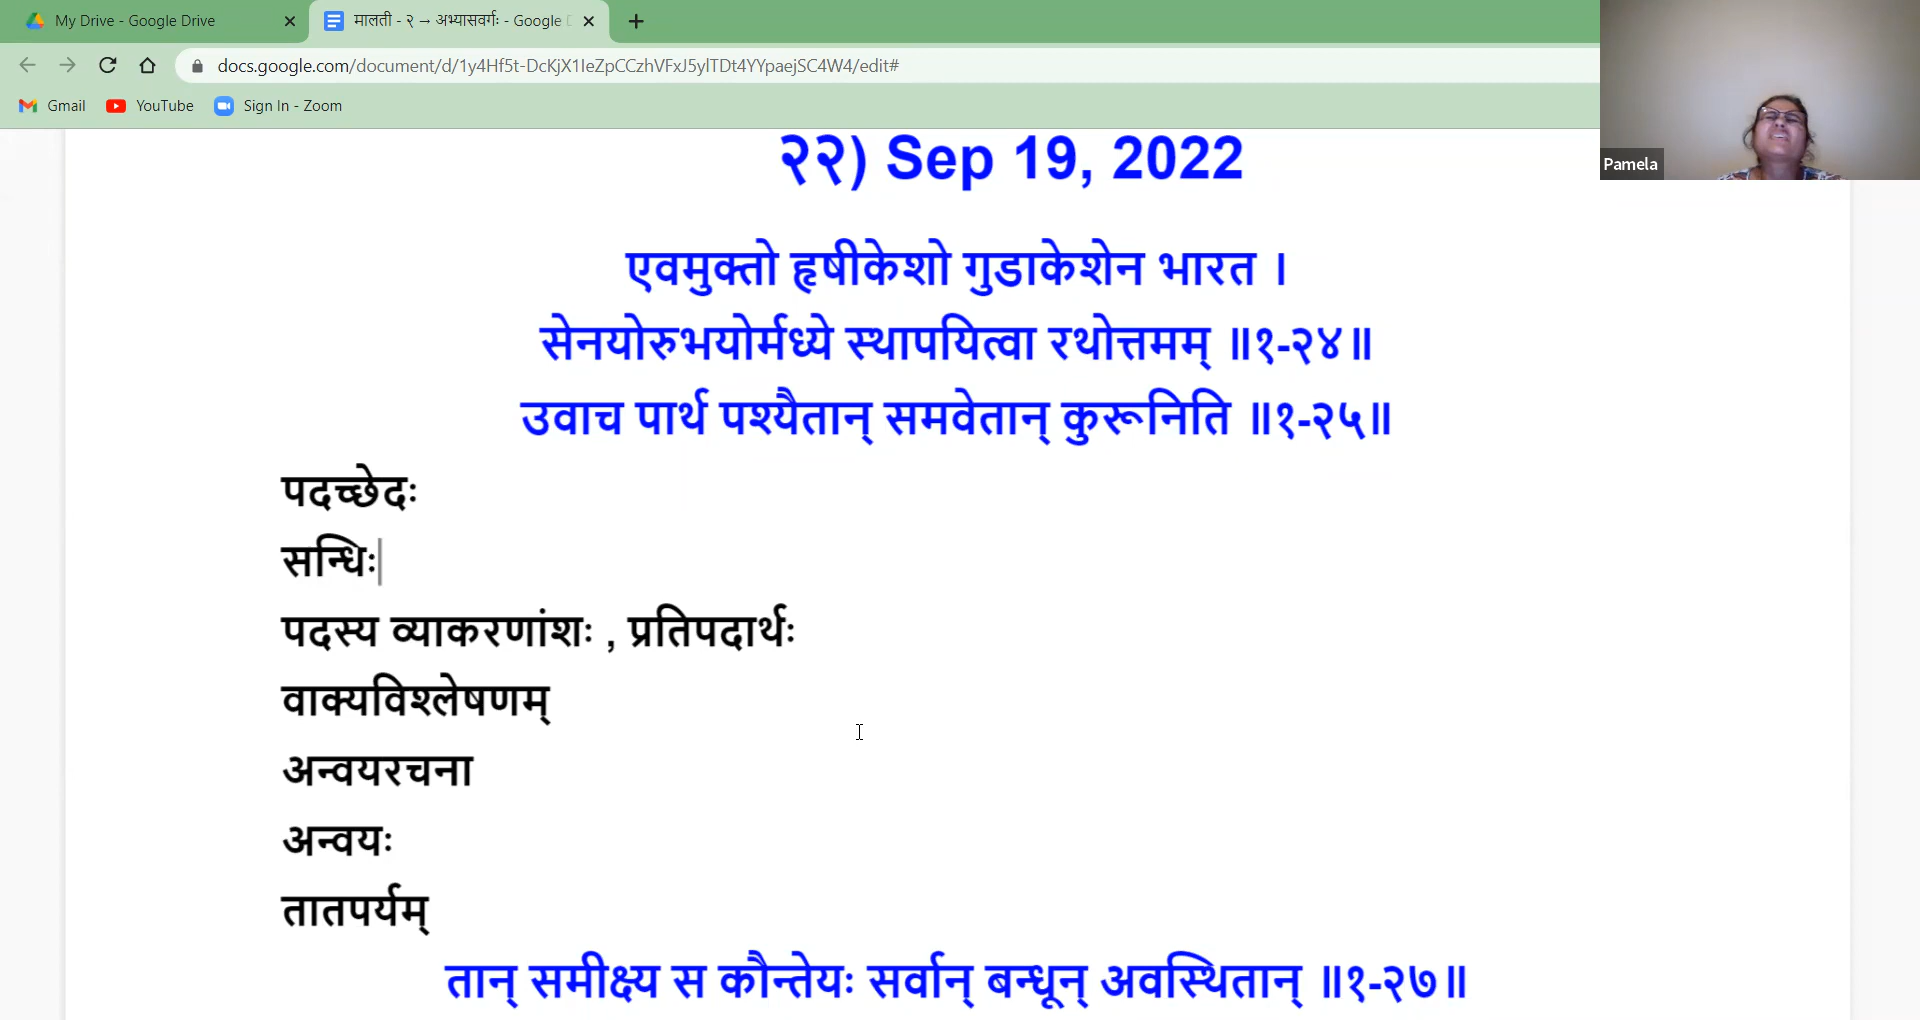 My Drive - Google Drive
मालती - २ → अभ्यासवर्गः - Google
docs.google.com/document/d/1y4Hf5t-DcKjX1IeZpCCzhVFxJ5ylTDt4YYpaejSC4W4/edit#
Gmail YouTube Sign In - Zoom
Pamela
२२) Sep 19, 2022
एवमुक्तो हृषीकेशो गुडाकेशेन भारत ।
सेनयोरुभयोर्मध्ये स्थापयित्वा रथोत्तमम् ॥१-२४॥
उवाच पार्थ पश्यैतान् समवेतान् कुरूनिति ॥१-२५॥
पदच्छेदः
सन्धिः
पदस्य व्याकरणांशः , प्रतिपदार्थः
वाक्यविश्लेषणम्
अन्वयरचना
अन्वयः
तातपर्यम्
तान् समीक्ष्य स कौन्तेयः सर्वान् बन्धून् अवस्थितान् ॥१-२७॥